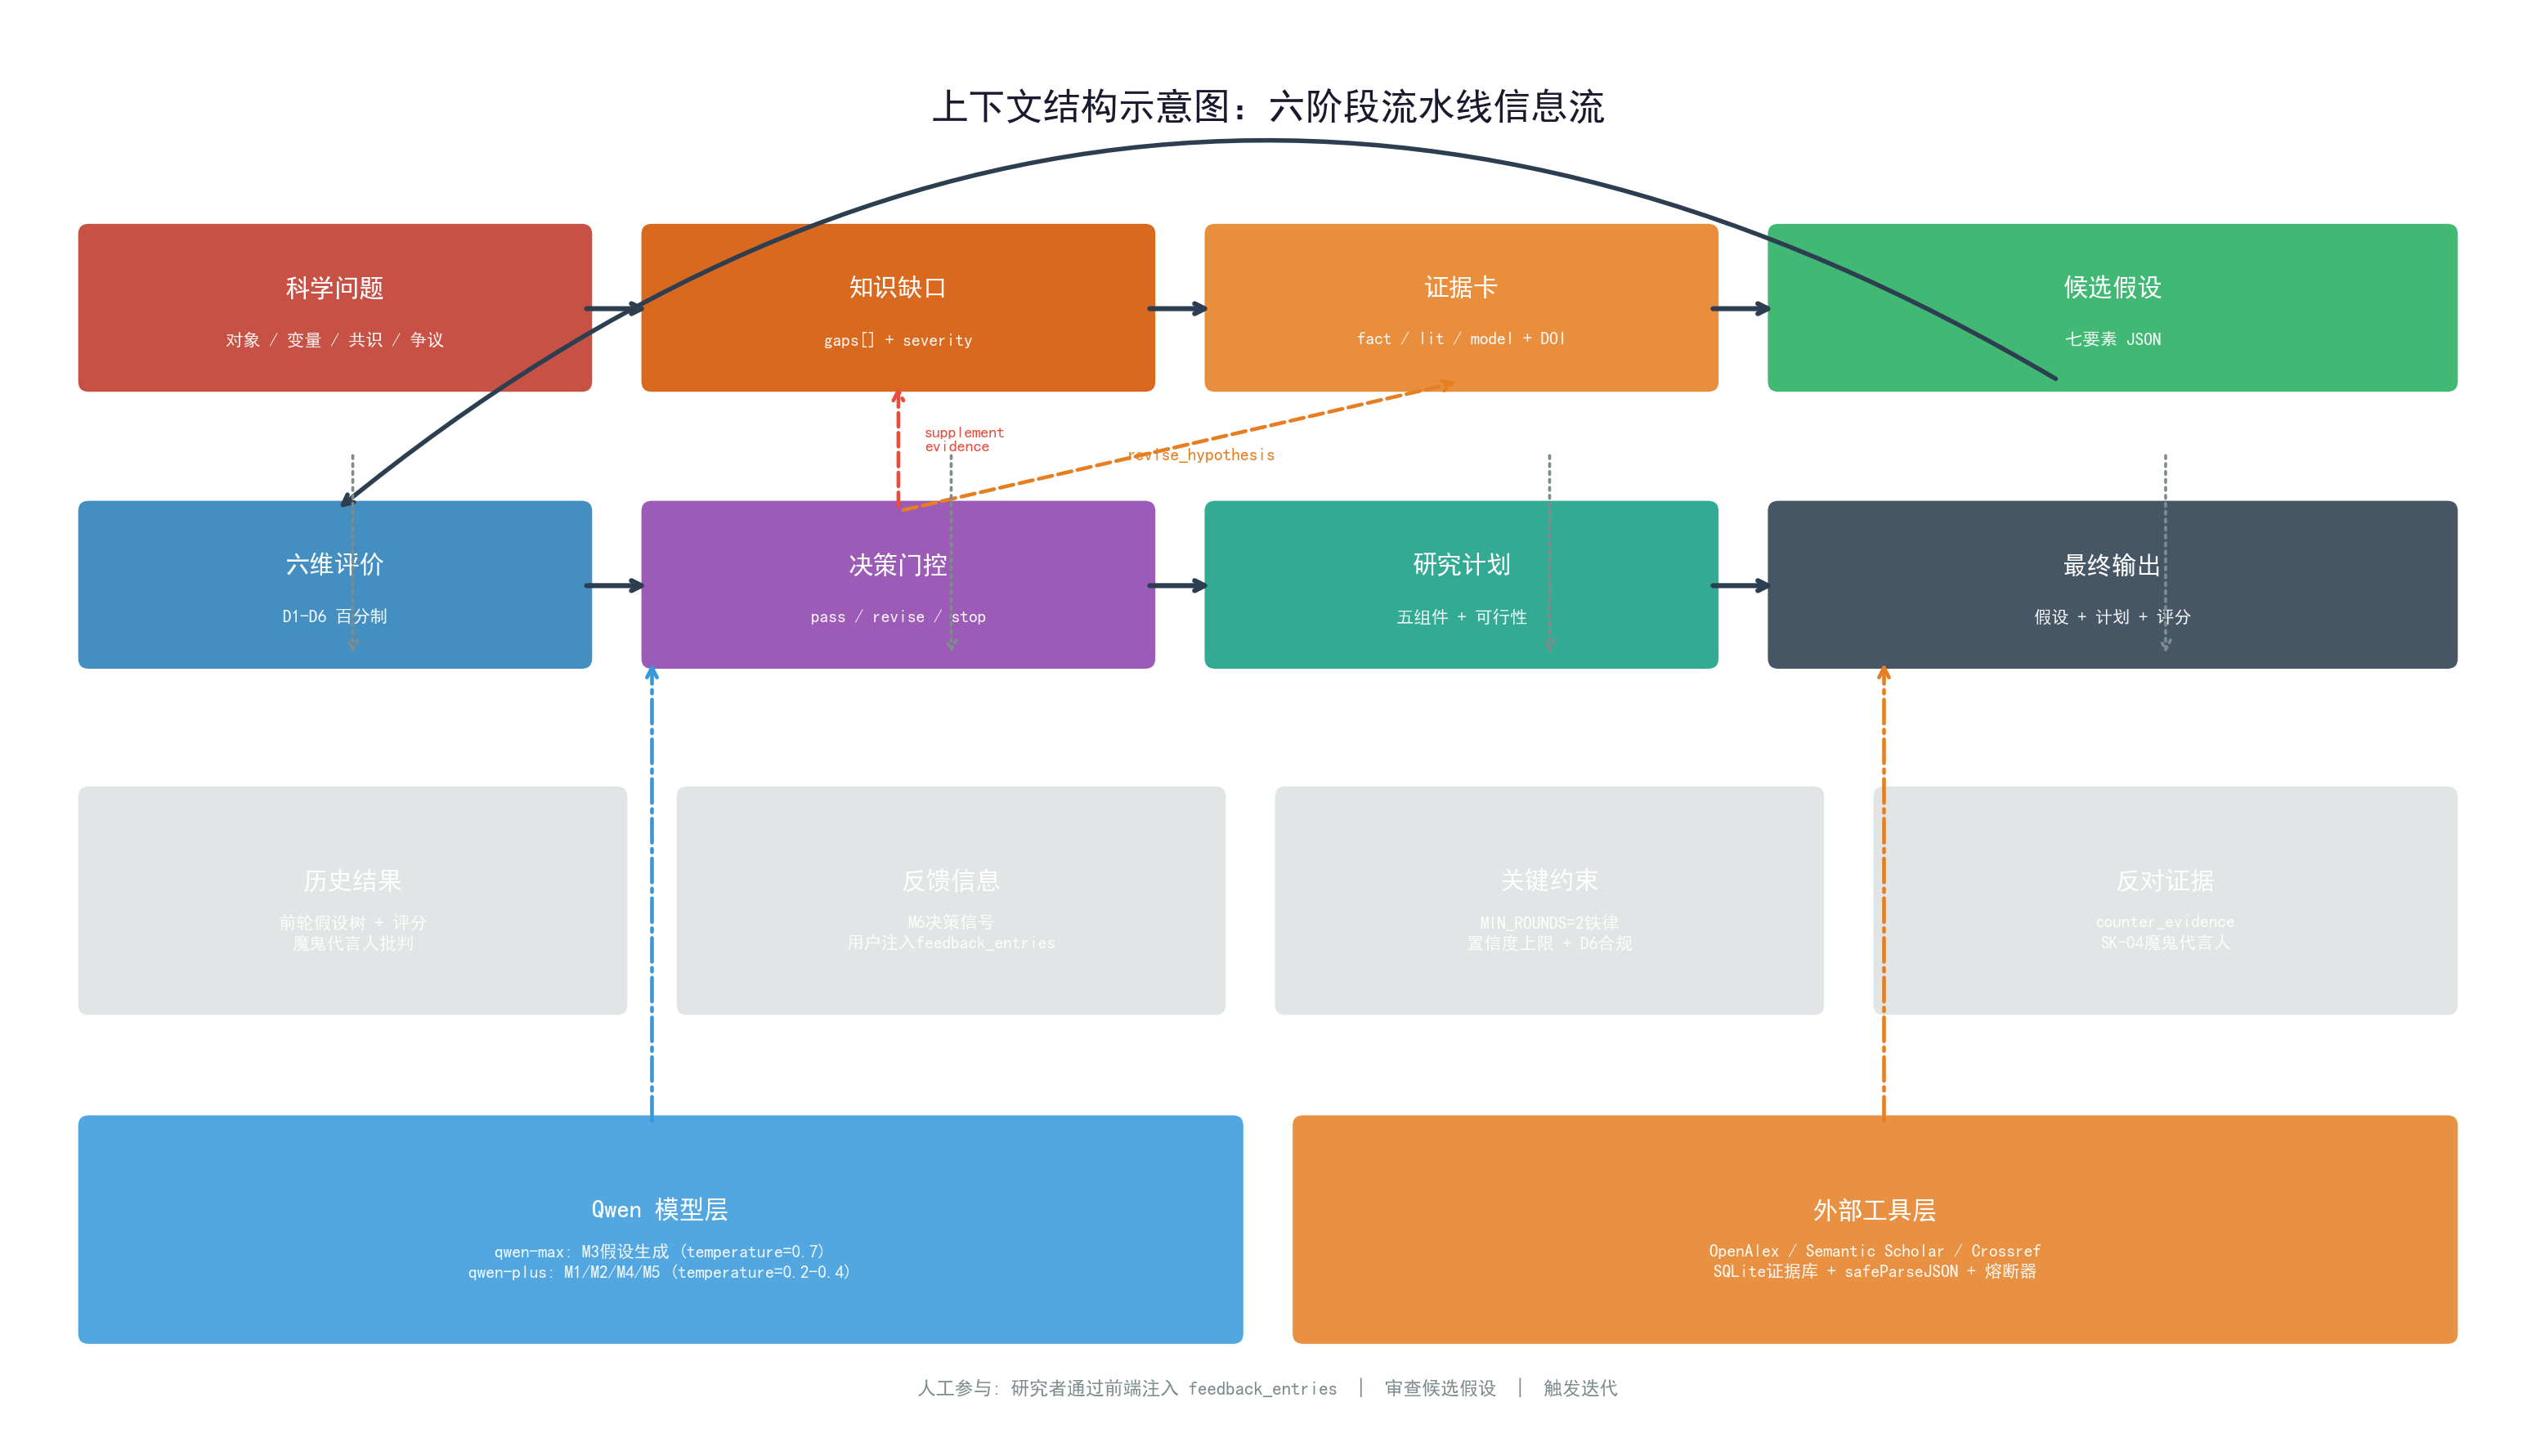 上下文结构示意图：六阶段流水线信息流
科学问题
对象 / 变量 / 共识 / 争议
知识缺口
gaps[] + severity
证据卡
fact / lit / model + DOI
候选假设
七要素 JSON
supplement
evidence
revise_hypothesis
六维评价
D1-D6 百分制
决策门控
pass / revise / stop
研究计划
五组件 + 可行性
最终输出
假设 + 计划 + 评分
历史结果
前轮假设树 + 评分
魔鬼代言人批判
反馈信息
M6决策信号
用户注入feedback_entries
关键约束
MIN_ROUNDS=2铁律
置信度上限 + D6合规
反对证据
counter_evidence
SK-04魔鬼代言人
Qwen 模型层
qwen-max: M3假设生成 (temperature=0.7)
qwen-plus: M1/M2/M4/M5 (temperature=0.2-0.4)
外部工具层
OpenAlex / Semantic Scholar / Crossref
SQLite证据库 + safeParseJSON + 熔断器
人工参与: 研究者通过前端注入 feedback_entries | 审查候选假设 | 触发迭代